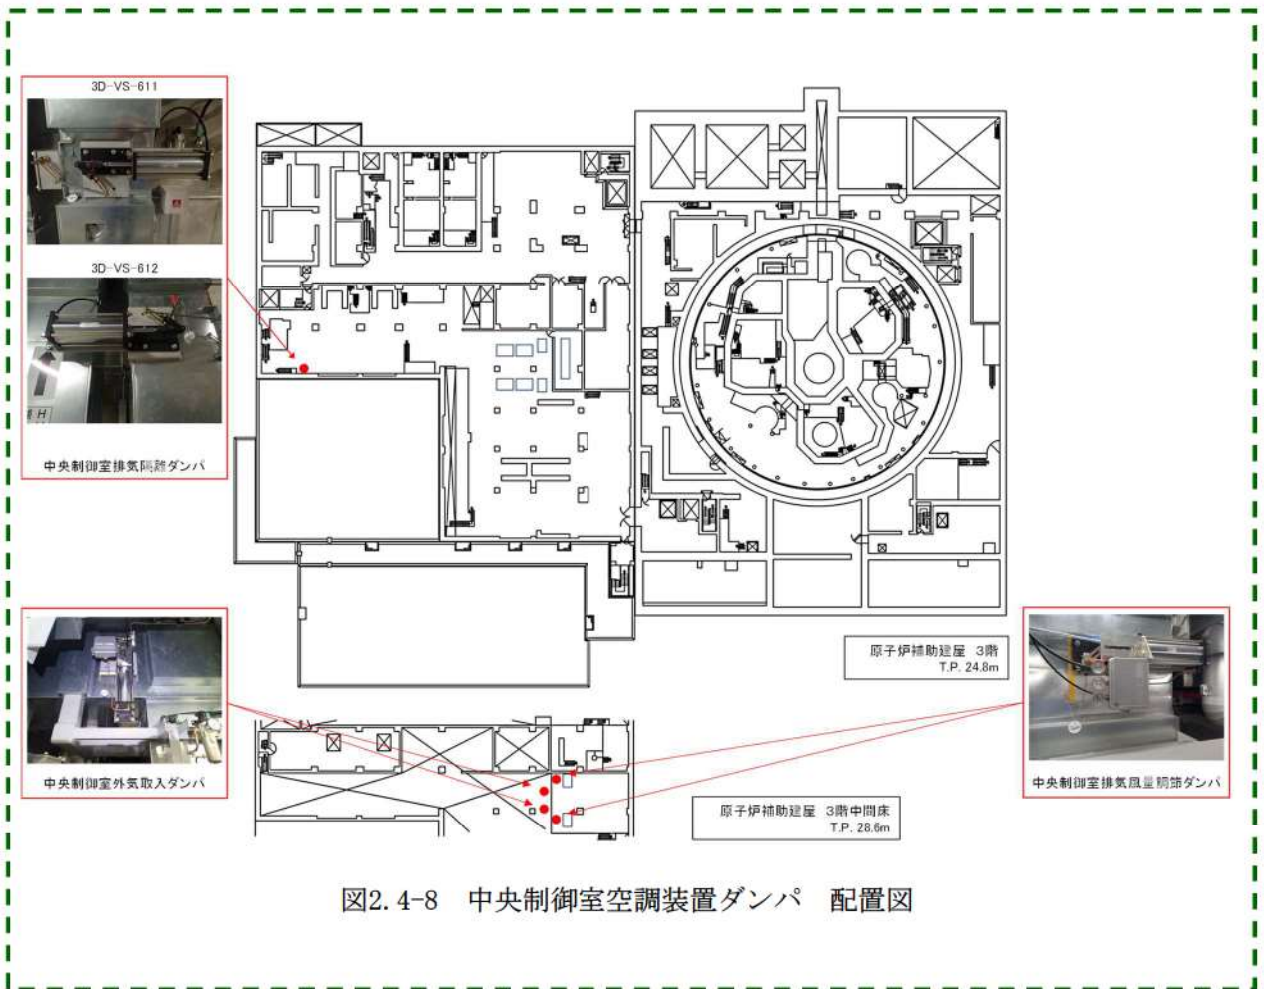 3D-VS-611
3D-VS-612
H
中央制御室排気隔離ダンパ
中央制御室外気取入ダンパ
原子炉補助建屋 3階
T.P. 24.8m
中央制御室排気風量調節ダンパ
原子炉補助建屋 3階中間床
T.P. 28.6m
図2.4-8 中央制御室空調装置ダンパ 配置図